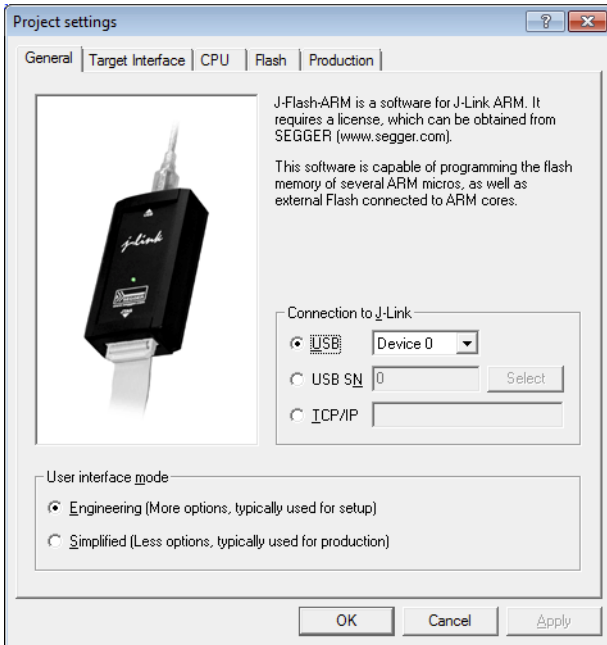 Project settings
General
Target Interface
CPU
Flash
Production
J-Flash-ARM is a software for J-Link ARM. It
requires a license, which can be obtained from
SEGGER (www.segger.com).
This software is capable of programming the flash
memory of several ARM micros, as well as
external Flash connected to ARM cores.
j-link
Connection to J-Link
USB
Device 0
USB SN
0
Select
TCP/IP
User interface mode
Engineering (More options, typically used for setup)
Simplified (Less options, typically used for production)
OK
Cancel
Apply